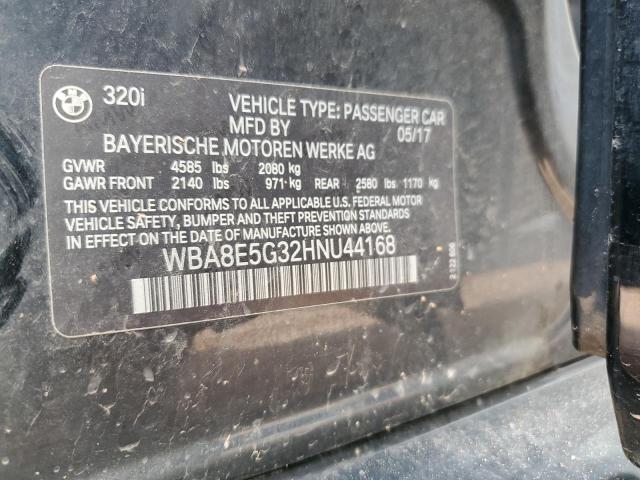 320i
VEHICLE TYPE: PASSENGER CAR
MFD BY 05/17
BAYERISCHE MOTOREN WERKE AG
GVWR 4585 lbs 2080 kg
GAWR FRONT 2140 lbs 971 kg REAR 2580 lbs 1170 kg
THIS VEHICLE CONFORMS TO ALL APPLICABLE U.S. FEDERAL MOTOR
VEHICLE SAFETY, BUMPER AND THEFT PREVENTION STANDARDS
IN EFFECT ON THE DATE OF MANUFACTURE SHOWN ABOVE.
WBA8E5G32HNU44168